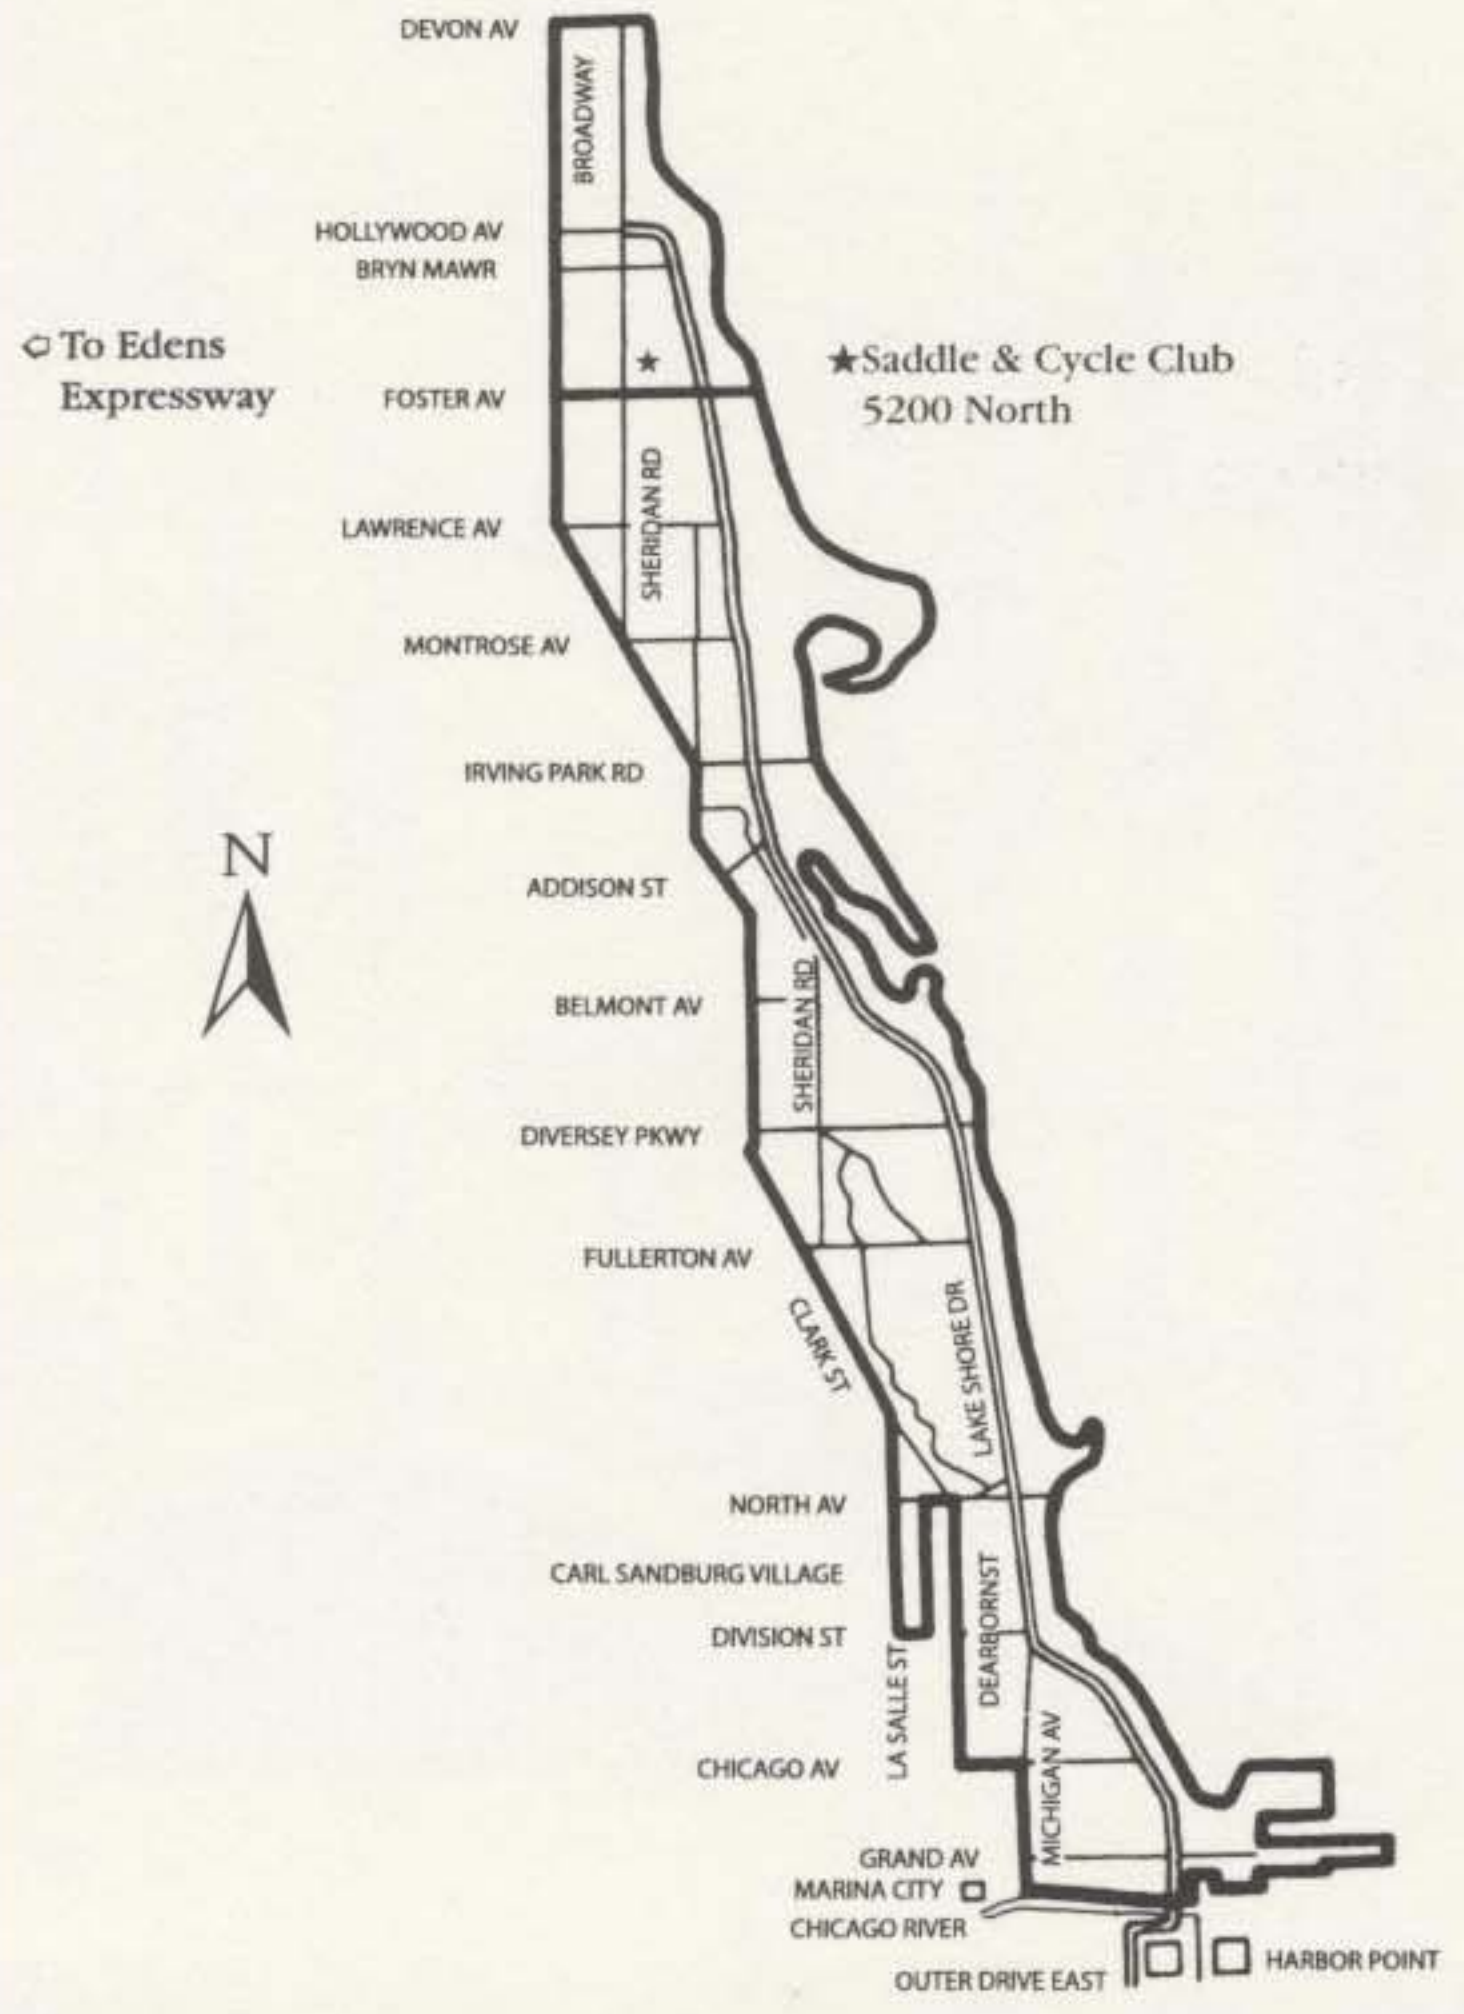 DEVON AV
BROADWAY
HOLLYWOOD AV
BRYN MAWR
To Edens
Expressway
★Saddle & Cycle Club
5200 North
FOSTER AV
SHERIDAN RD
LAWRENCE AV
MONTROSE AV
IRVING PARK RD
N
ADDISON ST
BELMONT AV
SHERIDAN RD
DIVERSEY PKWY
FULLERTON AV
CLARK ST
LAKE SHORE DR
NORTH AV
CARL SANDBURG VILLAGE
DEARBORNST
DIVISION ST
LA SALLE ST
MICHIGAN AV
CHICAGO AV
GRAND AV
MARINA CITY
CHICAGO RIVER
OUTER DRIVE EAST
HARBOR POINT